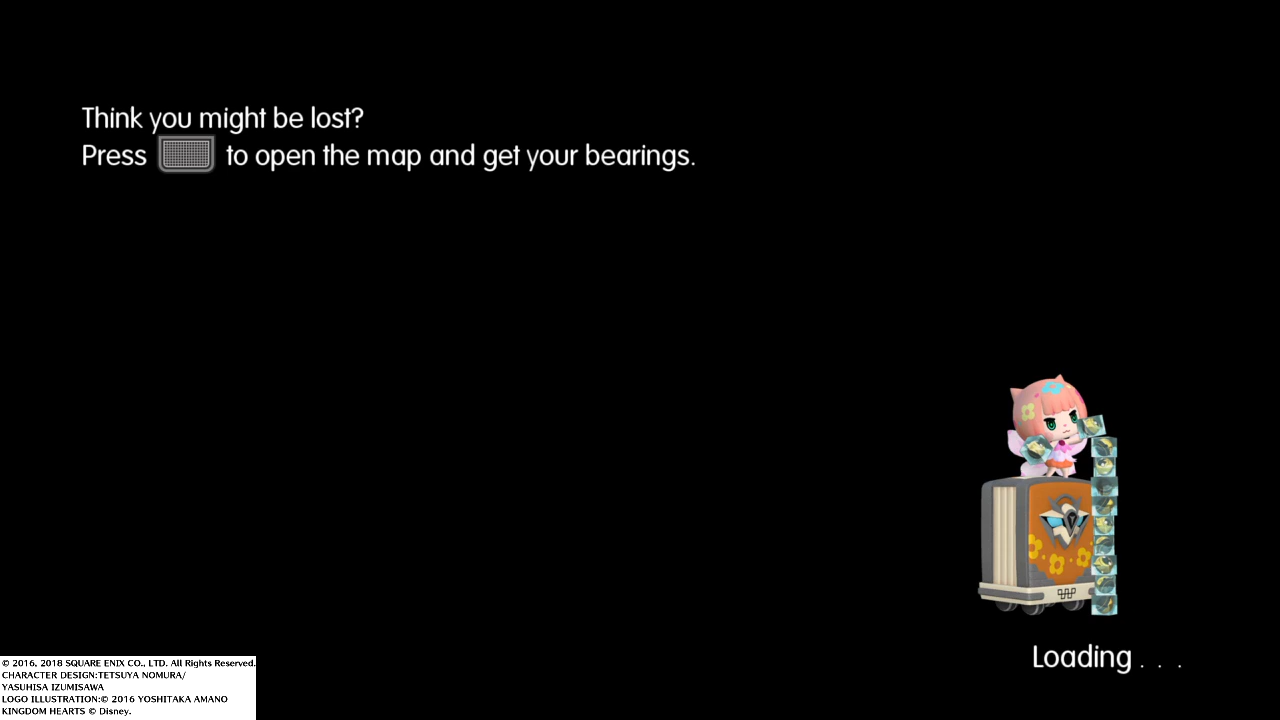 Think you might be lost?
Press to open the map and get your bearings.
Loading . . .
© 2016, 2018 SQUARE ENIX CO., LTD. All Rights Reserved.
CHARACTER DESIGN:TETSUYA NOMURA/
YASUHISA IZUMISAWA
LOGO ILLUSTRATION:© 2016 YOSHITAKA AMANO
KINGDOM HEARTS © Disney.